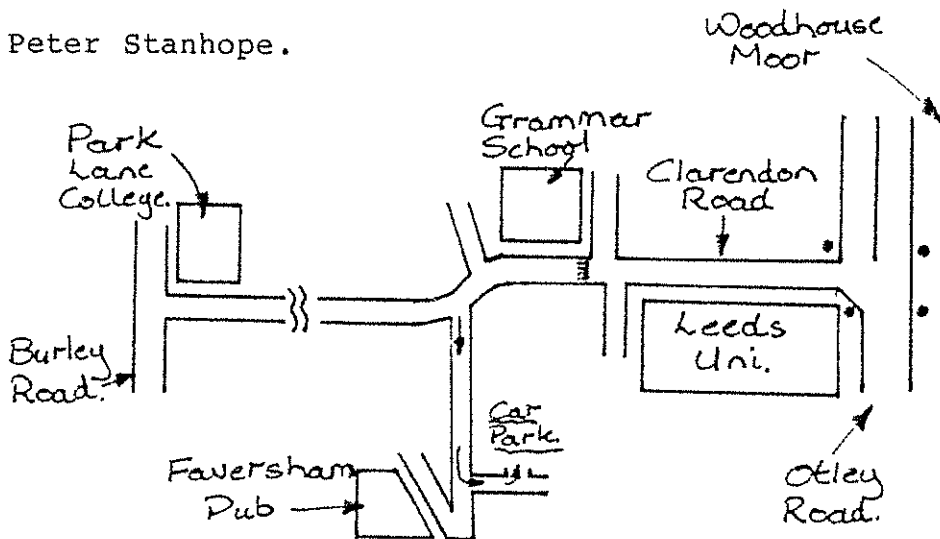 Peter Stanhope.
Woodhouse
Moor
Park
Lane
College.
Grammar
School
Clarendon
Road
Burley
Road.
Leeds
Uni.
Car
Park.
Faversham
Pub
Otley
Road.